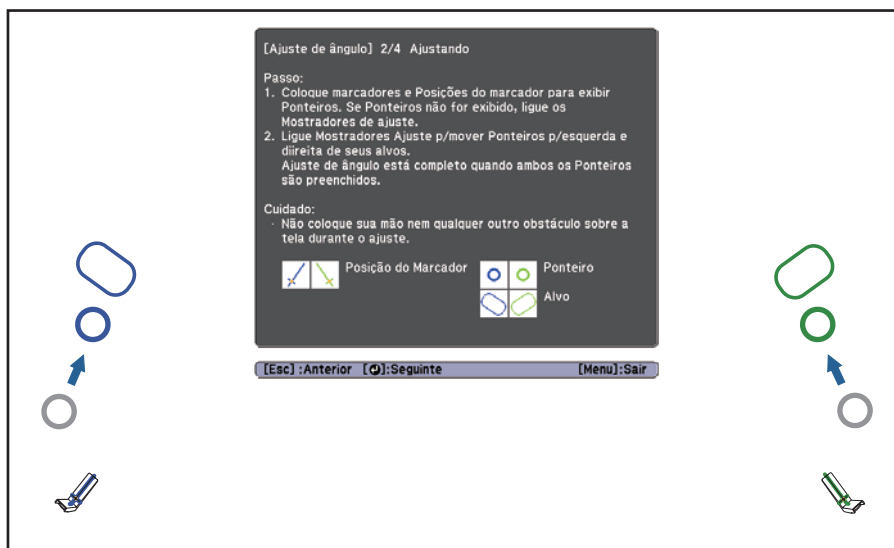 [Ajuste de ângulo] 2/4 Ajustando
Passo:
1. Coloque marcadores e Posições do marcador para exibir
Ponteiros. Se Ponteiros não for exibido, ligue os
Mostradores de ajuste.
2. Ligue Mostradores Ajuste p/mover Ponteiros p/esquerda e
diireita de seus alvos.
Ajuste de ângulo está completo quando ambos os Ponteiros
são preenchidos.
Cuidado:
· Não coloque sua mão nem qualquer outro obstáculo sobre a
tela durante o ajuste.
Posição do Marcador
Ponteiro
Alvo
[Esc] :Anterior [↵]:Seguinte [Menu]:Sair